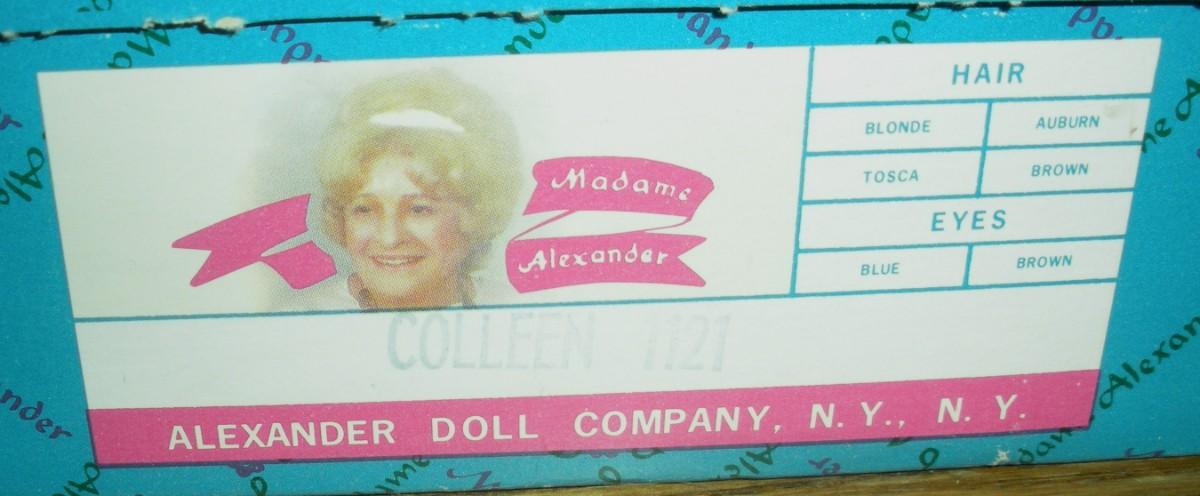 Madame
Alexander
HAIR
BLONDE AUBURN
TOSCA BROWN
EYES
BLUE BROWN
COLLEEN 1121
ALEXANDER DOLL COMPANY, N. Y., N. Y.